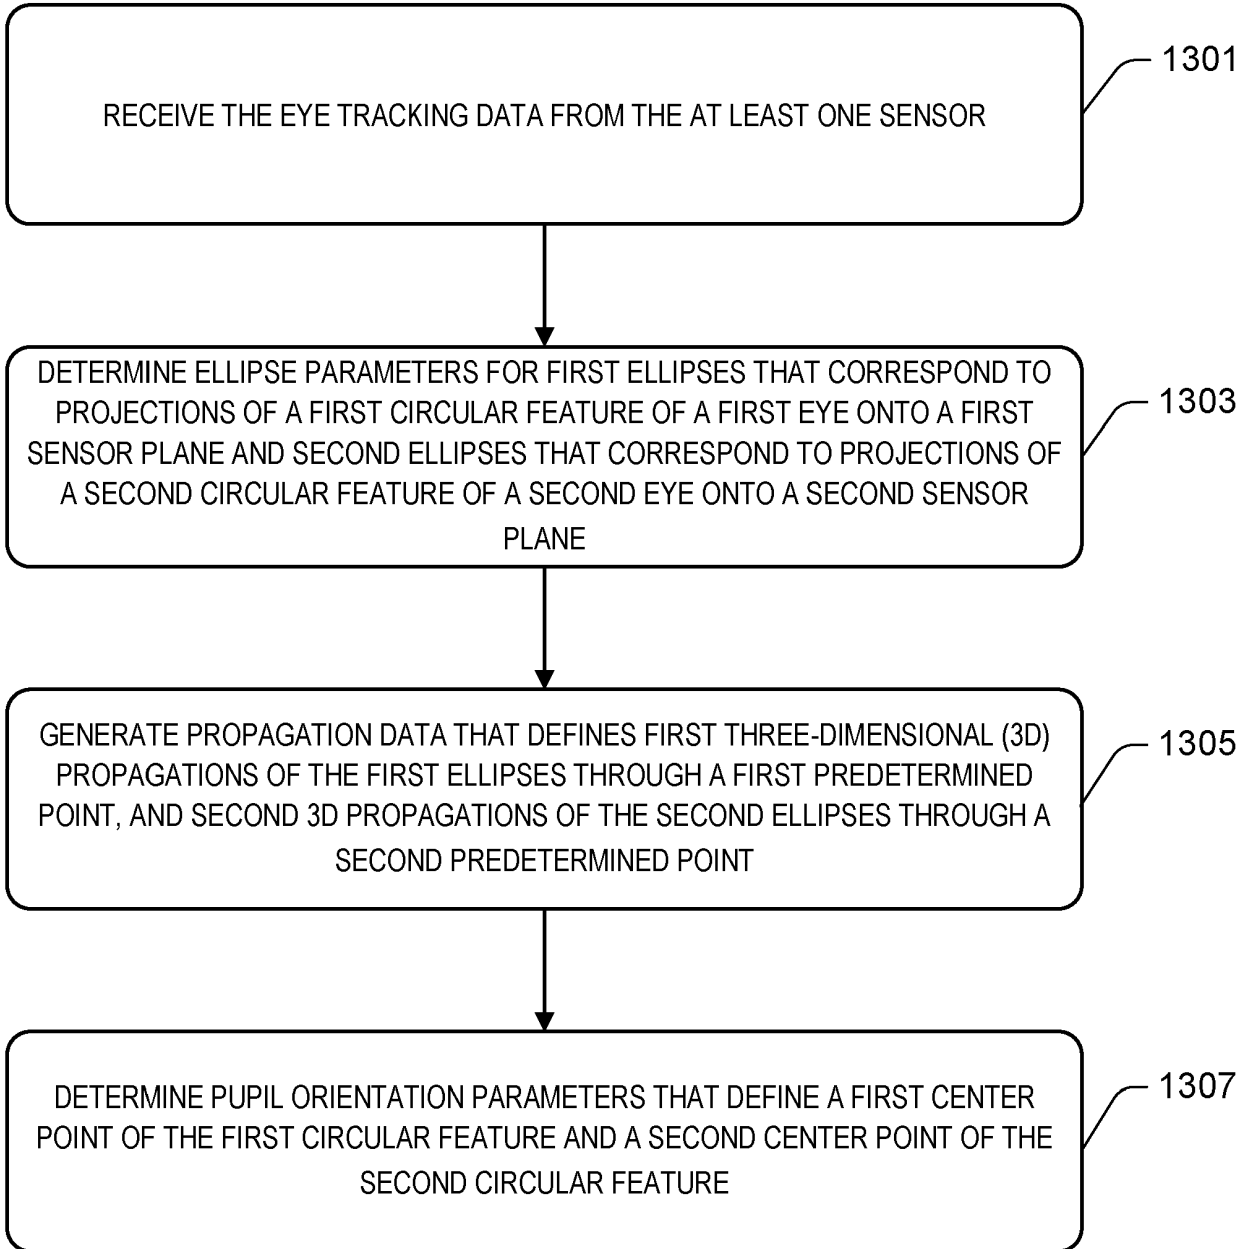 RECEIVE THE EYE TRACKING DATA FROM THE AT LEAST ONE SENSOR
1301
DETERMINE ELLIPSE PARAMETERS FOR FIRST ELLIPSES THAT CORRESPOND TO
PROJECTIONS OF A FIRST CIRCULAR FEATURE OF A FIRST EYE ONTO A FIRST
SENSOR PLANE AND SECOND ELLIPSES THAT CORRESPOND TO PROJECTIONS OF
A SECOND CIRCULAR FEATURE OF A SECOND EYE ONTO A SECOND SENSOR
PLANE
1303
GENERATE PROPAGATION DATA THAT DEFINES FIRST THREE-DIMENSIONAL (3D)
PROPAGATIONS OF THE FIRST ELLIPSES THROUGH A FIRST PREDETERMINED
POINT, AND SECOND 3D PROPAGATIONS OF THE SECOND ELLIPSES THROUGH A
SECOND PREDETERMINED POINT
1305
DETERMINE PUPIL ORIENTATION PARAMETERS THAT DEFINE A FIRST CENTER
POINT OF THE FIRST CIRCULAR FEATURE AND A SECOND CENTER POINT OF THE
SECOND CIRCULAR FEATURE
1307